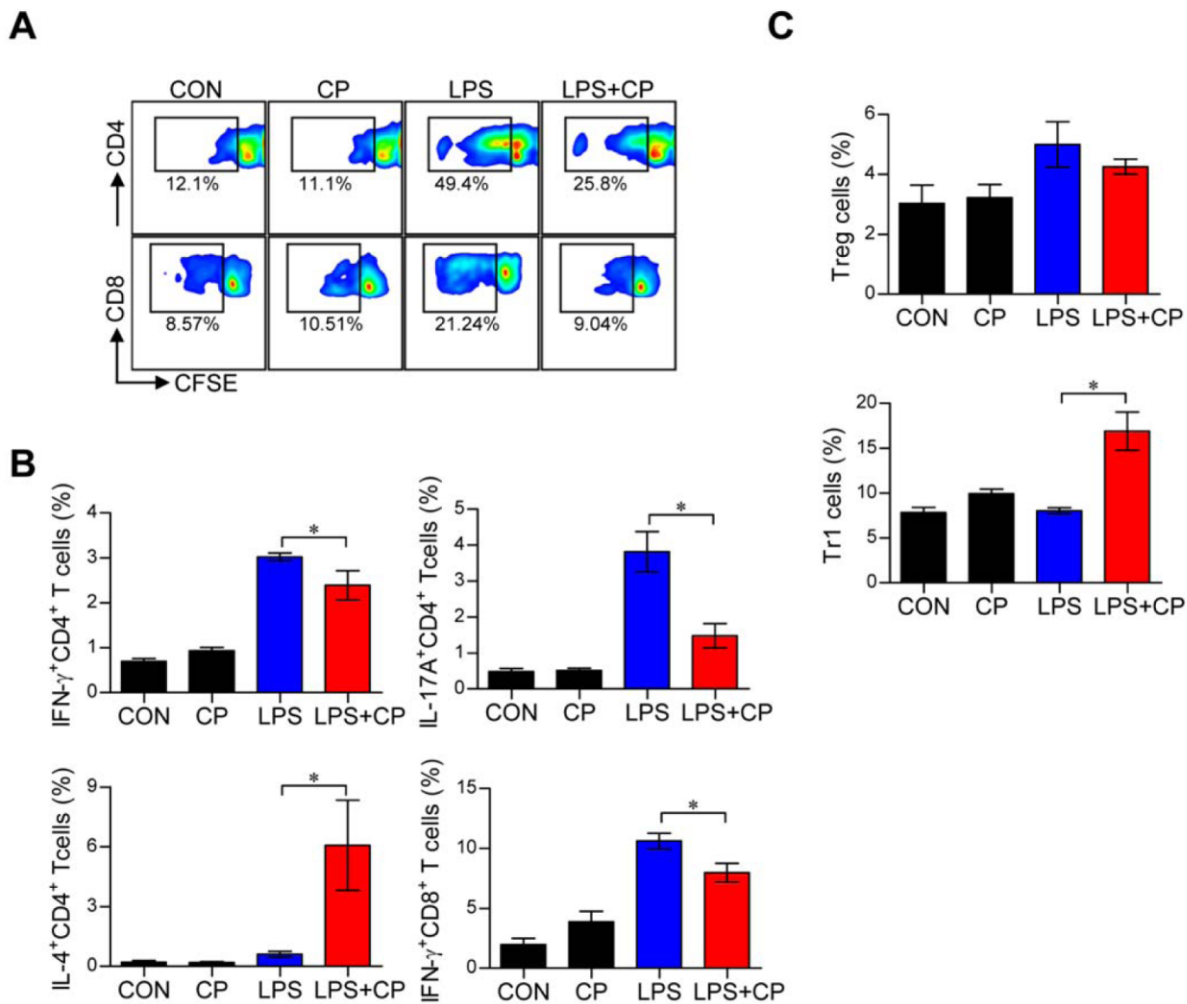 A
CON CP LPS LPS+CP
CD4
12.1% 11.1% 49.4% 25.8%
CD8
8.57% 10.51% 21.24% 9.04%
CFSE
B
IFN-γ⁺CD4⁺ T cells (%)
4
3
2
1
0
*
CON CP LPS LPS+CP
IL-17A⁺CD4⁺ Tcells (%)
5
4
3
2
1
0
*
CON CP LPS LPS+CP
IL-4⁺CD4⁺ Tcells (%)
9
6
3
0
*
CON CP LPS LPS+CP
IFN-γ⁺CD8⁺ T cells (%)
15
10
5
0
*
CON CP LPS LPS+CP
C
Treg cells (%)
6
4
2
0
CON CP LPS LPS+CP
Tr1 cells (%)
20
15
10
5
0
*
CON CP LPS LPS+CP